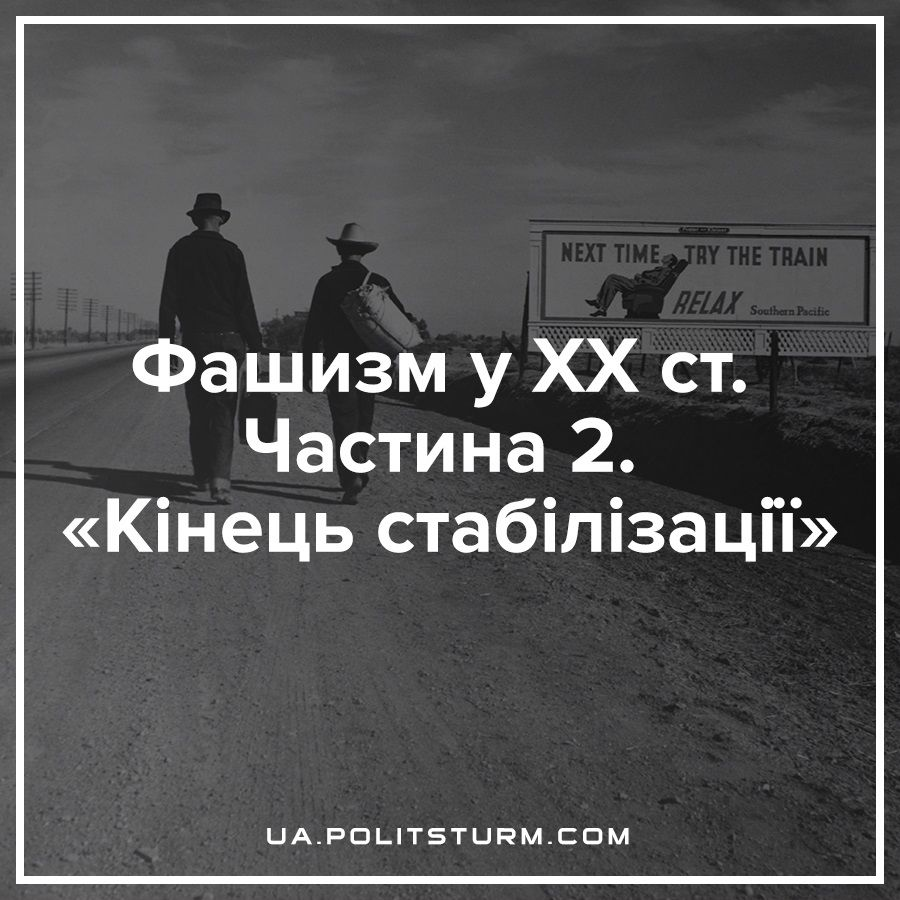 NEXT TIME TRY THE TRAIN
RELAX Southern Pacific
Фашизм у XX ст.
Частина 2.
«Кінець стабілізації»
UA.POLITSTURM.COM